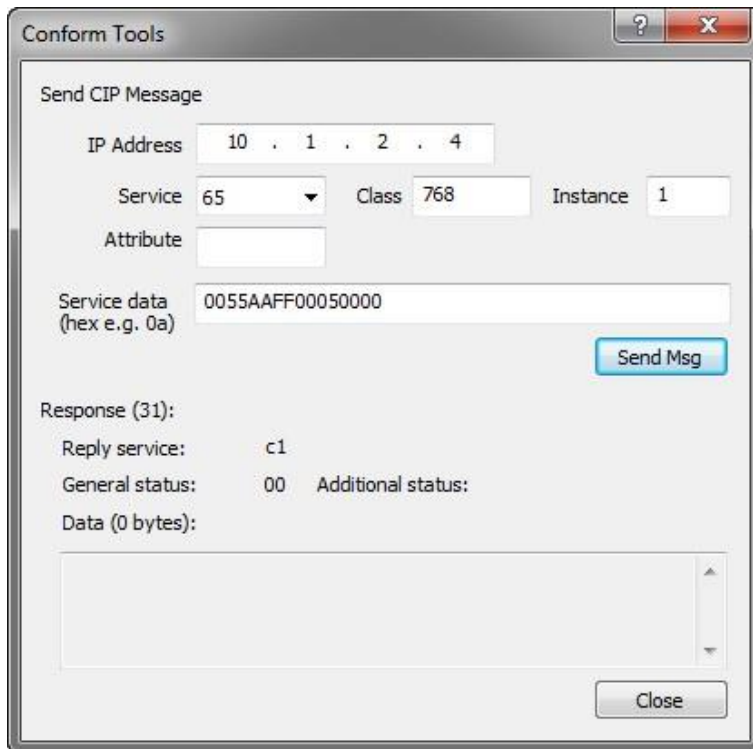 Conform Tools
Send CIP Message
IP Address 10 . 1 . 2 . 4
Service 65 Class 768 Instance 1
Attribute
Service data
(hex e.g. 0a) 0055AAFF00050000
Send Msg
Response (31):
Reply service: c1
General status: 00 Additional status:
Data (0 bytes):
Close